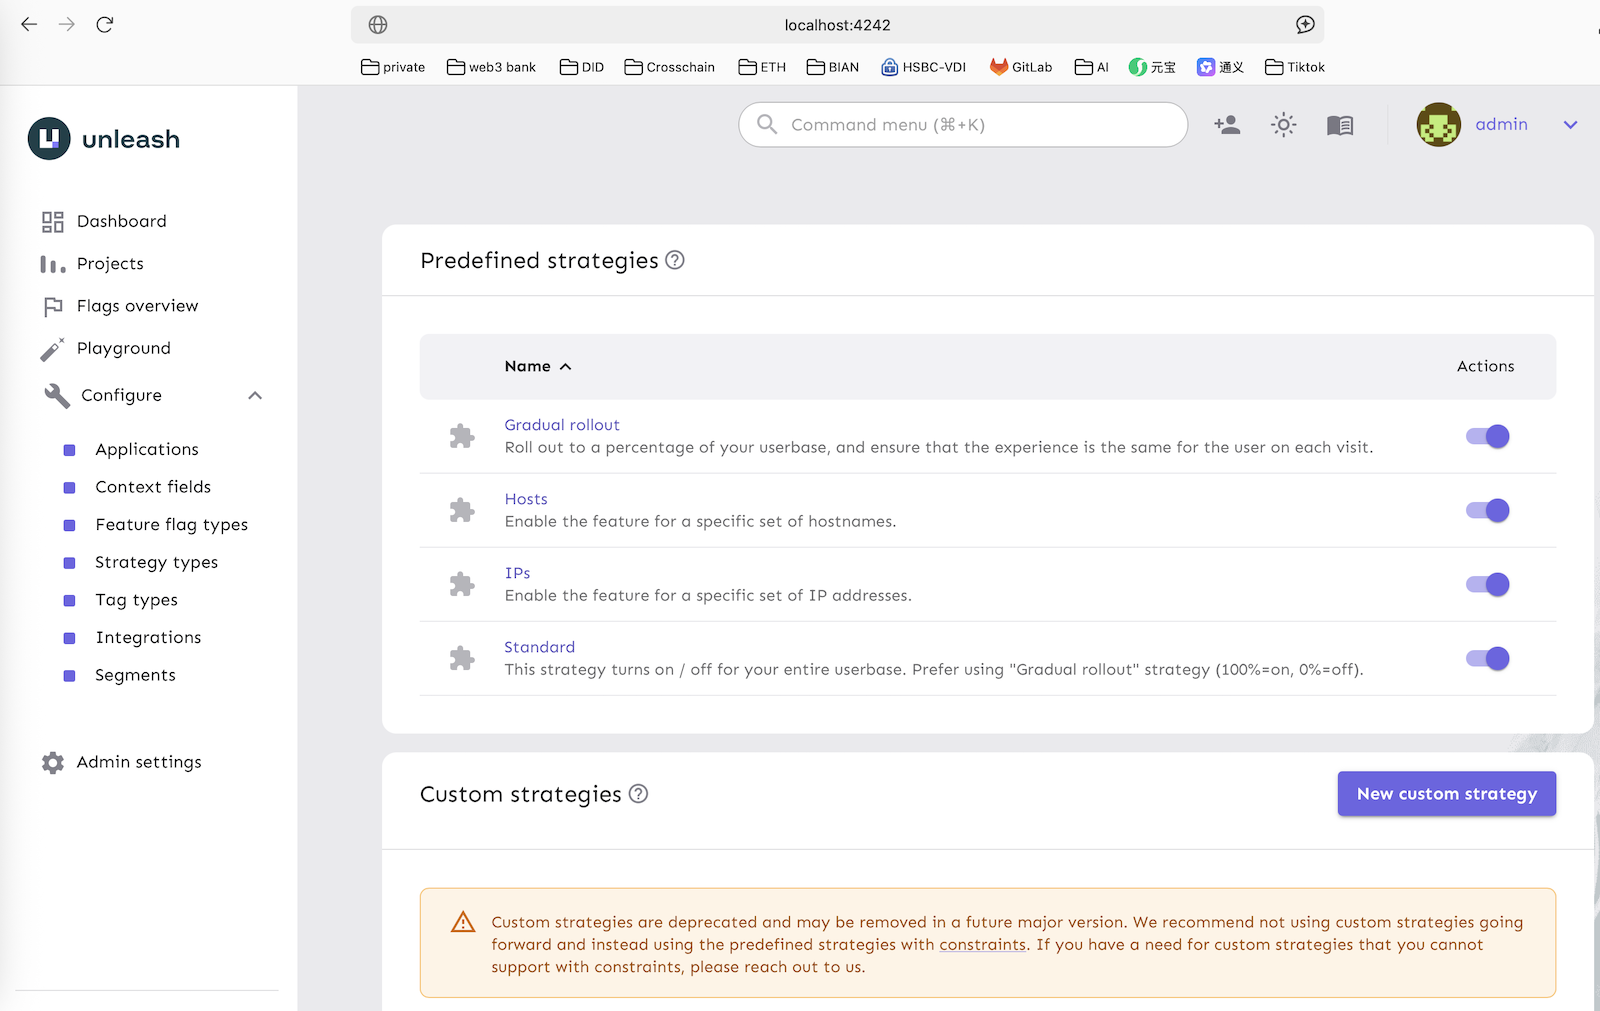 localhost:4242
private web3 bank DID Crosschain ETH BIAN HSBC-VDI GitLab AI 元宝 通义 Tiktok
unleash
Command menu (⌘+K)
admin
Dashboard
Projects
Flags overview
Playground
Configure
Applications
Context fields
Feature flag types
Strategy types
Tag types
Integrations
Segments
Admin settings
Predefined strategies
Name Actions
Gradual rollout
Roll out to a percentage of your userbase, and ensure that the experience is the same for the user on each visit.
Hosts
Enable the feature for a specific set of hostnames.
IPs
Enable the feature for a specific set of IP addresses.
Standard
This strategy turns on / off for your entire userbase. Prefer using "Gradual rollout" strategy (100%=on, 0%=off).
Custom strategies
New custom strategy
Custom strategies are deprecated and may be removed in a future major version. We recommend not using custom strategies going
forward and instead using the predefined strategies with constraints. If you have a need for custom strategies that you cannot
support with constraints, please reach out to us.